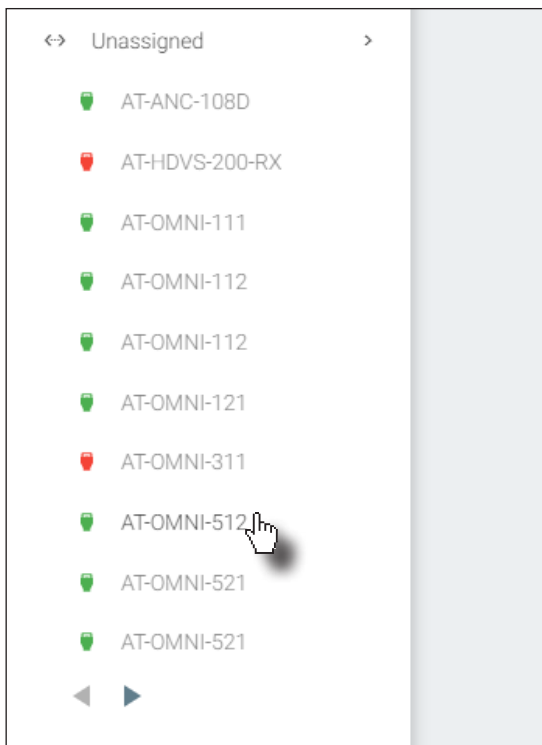 Unassigned
AT-ANC-108D
AT-HDVS-200-RX
AT-OMNI-111
AT-OMNI-112
AT-OMNI-112
AT-OMNI-121
AT-OMNI-311
AT-OMNI-512
AT-OMNI-521
AT-OMNI-521